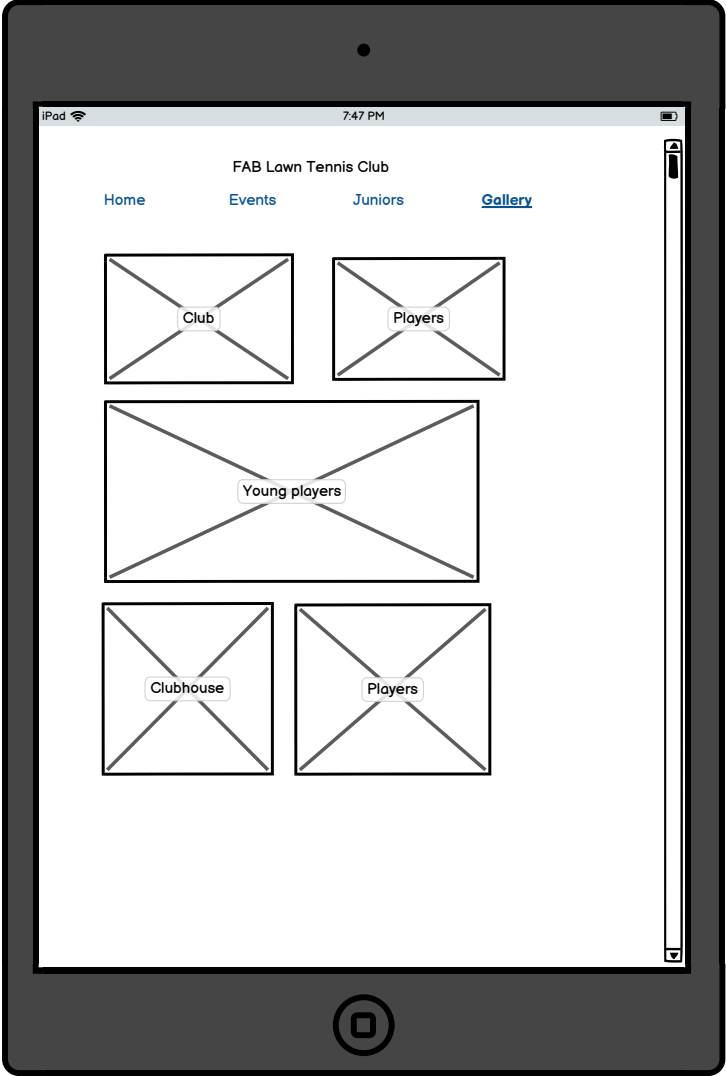 iPad 7:47 PM
FAB Lawn Tennis Club
Home Events Juniors Gallery
Club Players
Young players
Clubhouse Players